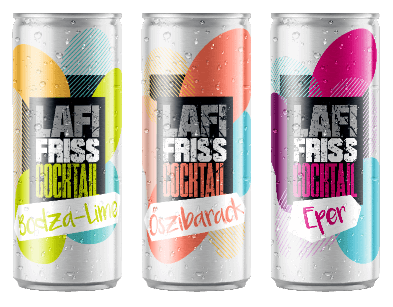 LAFI
FRISS
COCKTAIL
Bodza-Lime
LAFI
FRISS
COCKTAIL
Őszibarack
LAFI
FRISS
COCKTAIL
Eper